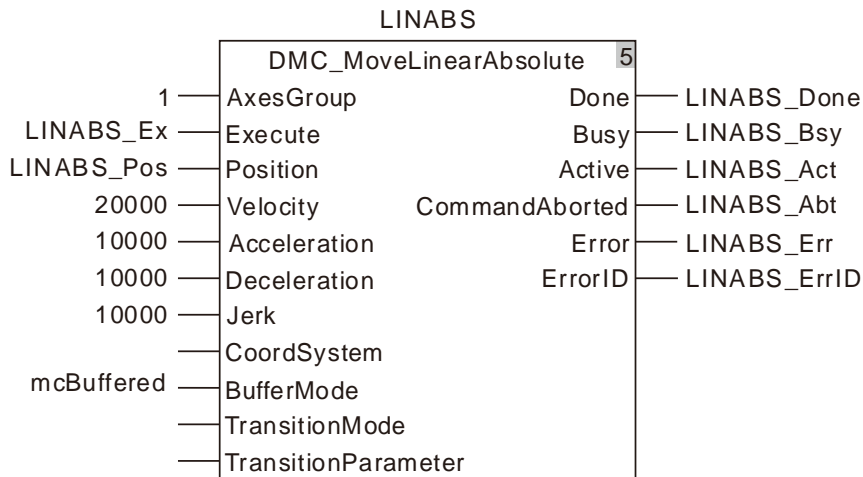 LINABS
DMC_MoveLinearAbsolute 5
1 AxesGroup Done LINABS_Done
LINABS_Ex Execute Busy LINABS_Bsy
LINABS_Pos Position Active LINABS_Act
20000 Velocity CommandAborted LINABS_Abt
10000 Acceleration Error LINABS_Err
10000 Deceleration ErrorID LINABS_ErrID
10000 Jerk
CoordSystem
mcBuffered BufferMode
TransitionMode
TransitionParameter